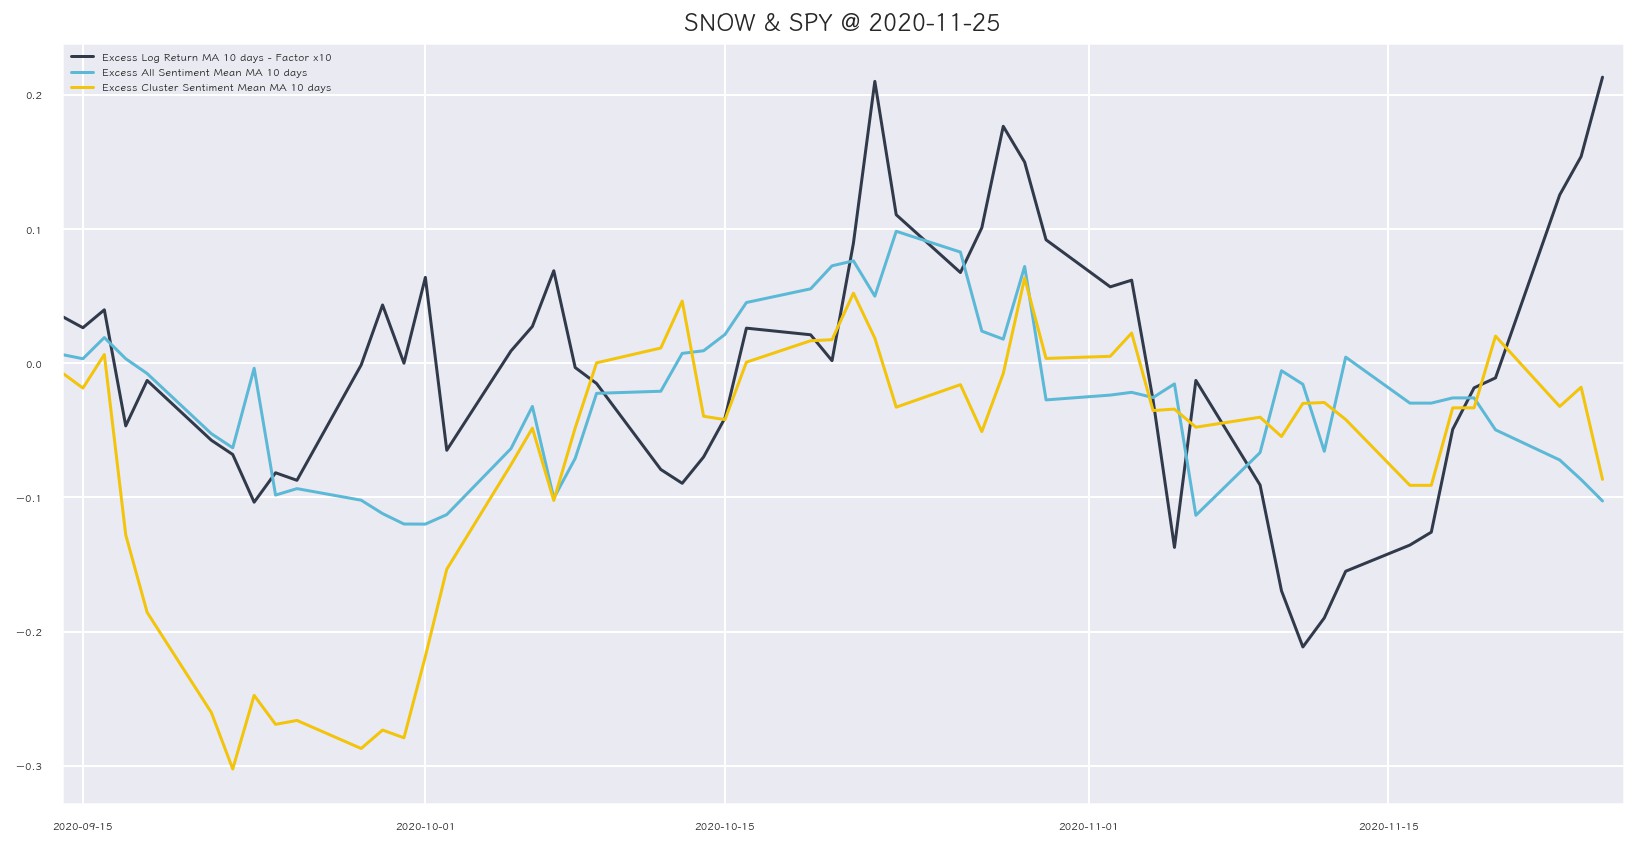 SNOW & SPY @ 2020-11-25
Excess Log Return MA 10 days - Factor x10
Excess All Sentiment Mean MA 10 days
Excess Cluster Sentiment Mean MA 10 days
0.2
0.1
0.0
−0.1
−0.2
−0.3
2020-09-15
2020-10-01
2020-10-15
2020-11-01
2020-11-15